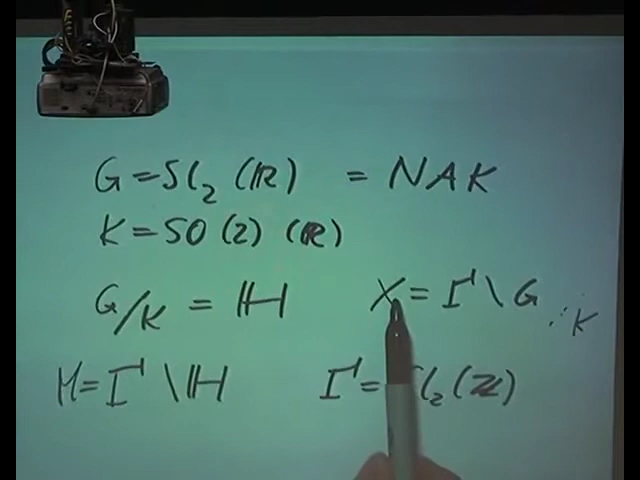 G = SL₂ (ℝ) = NAK
K = SO (2) (ℝ)
G/K = ℍ X = Γ \ G ∴ K
M = Γ \ ℍ Γ = SL₂ (ℤ)